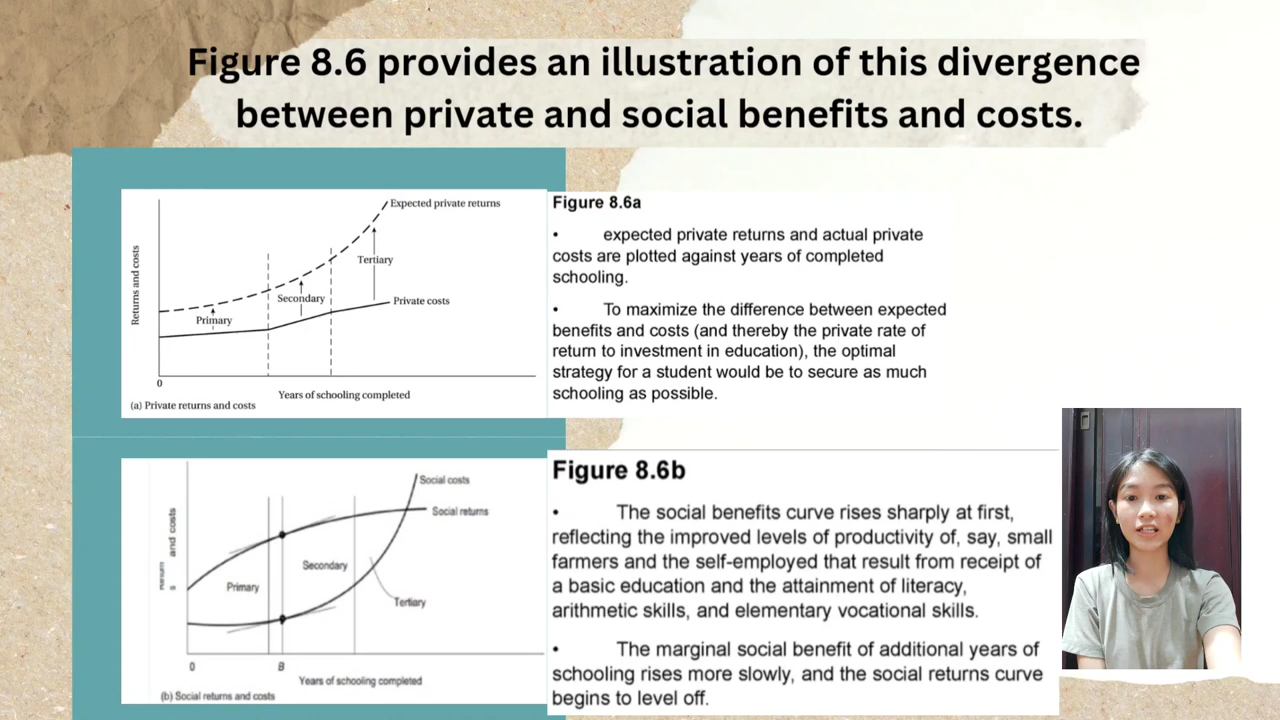 Figure 8.6 provides an illustration of this divergence
between private and social benefits and costs.
Expected private returns
Returns and costs
Tertiary
Secondary
Private costs
Primary
0
Years of schooling completed
(a) Private returns and costs
Figure 8.6a
• expected private returns and actual private
costs are plotted against years of completed
schooling.
• To maximize the difference between expected
benefits and costs (and thereby the private rate of
return to investment in education), the optimal
strategy for a student would be to secure as much
schooling as possible.
Social costs
Social returns
and costs
Secondary
Primary
Tertiary
0
B
Years of schooling completed
(b) Social returns and costs
Figure 8.6b
• The social benefits curve rises sharply at first,
reflecting the improved levels of productivity of, say, small
farmers and the self-employed that result from receipt of
a basic education and the attainment of literacy,
arithmetic skills, and elementary vocational skills.
• The marginal social benefit of additional years of
schooling rises more slowly, and the social returns curve
begins to level off.